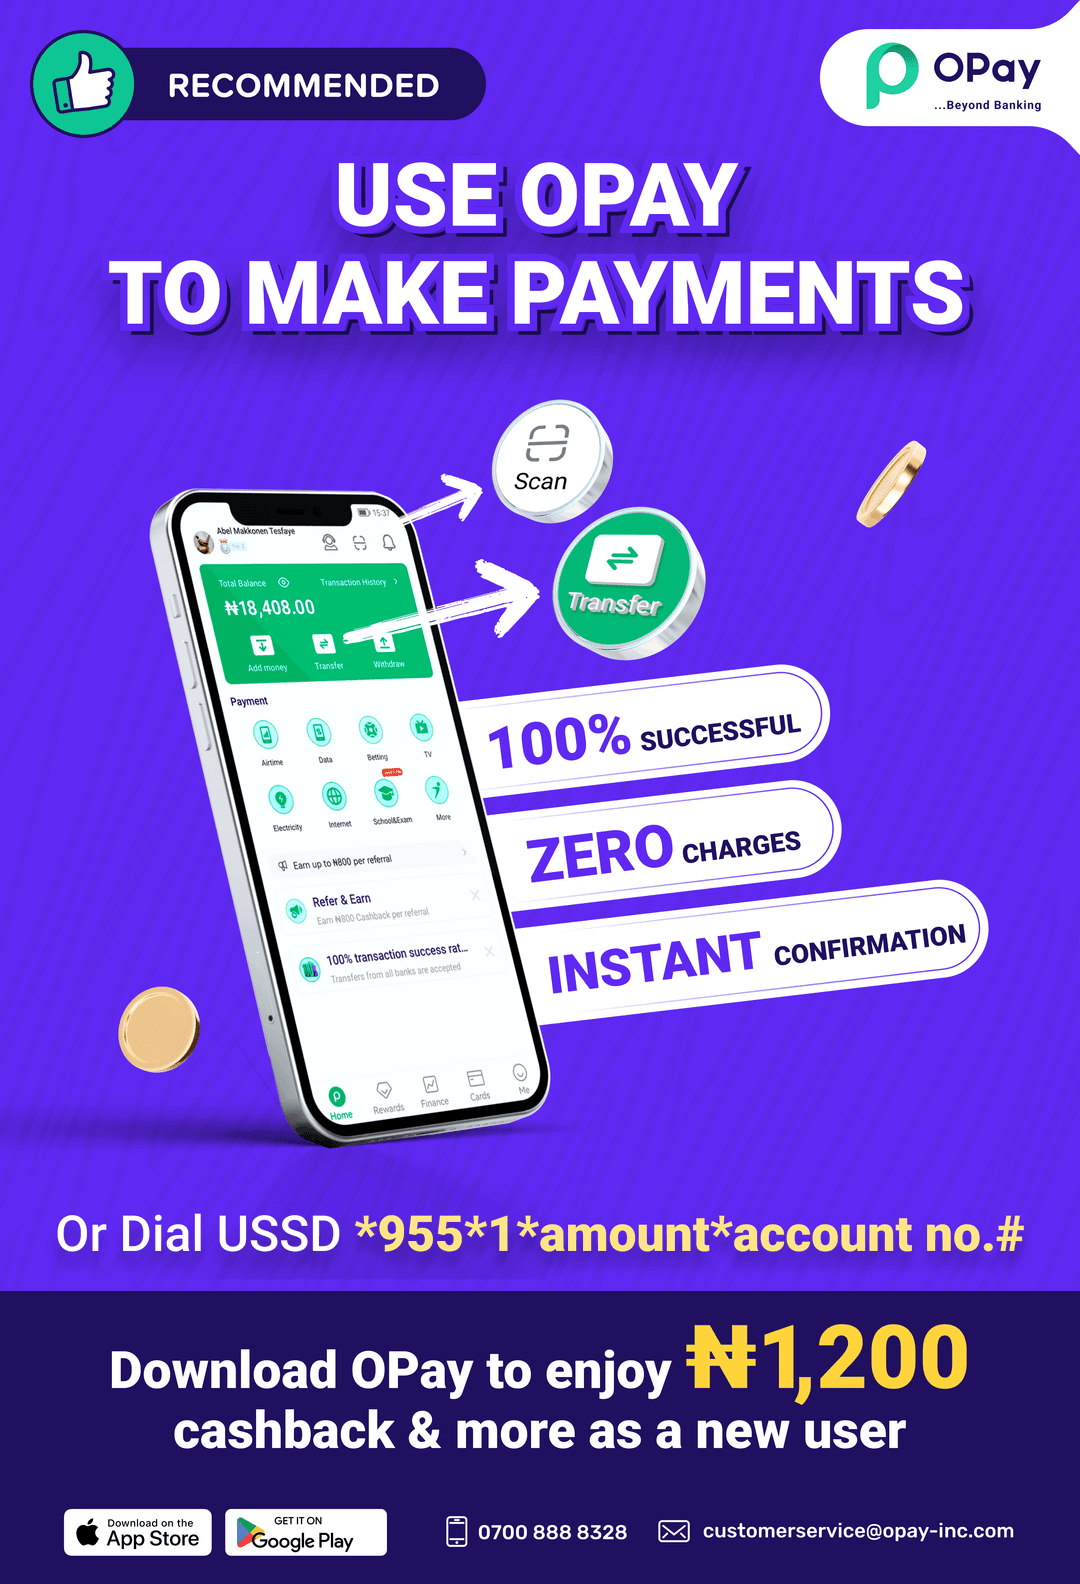 RECOMMENDED
OPay
...Beyond Banking
USE OPAY
TO MAKE PAYMENTS
Scan
Transfer
15:37
Abel Makkonen Tesfaye
Total Balance
Transaction History >
₦18,408.00
Add money
Transfer
Withdraw
Payment
Airtime
Data
Betting
TV
Electricity
Internet
School&Exam
More
Earn up to ₦800 per referral
Refer & Earn
Earn ₦800 Cashback per referral
100% transaction success rat...
Transfers from all banks are accepted
Home
Rewards
Finance
Cards
Me
100% SUCCESSFUL
ZERO CHARGES
INSTANT CONFIRMATION
Or Dial USSD *955*1*amount*account no.#
Download OPay to enjoy ₦1,200
cashback & more as a new user
Download on the
App Store
GET IT ON
Google Play
0700 888 8328
customerservice@opay-inc.com